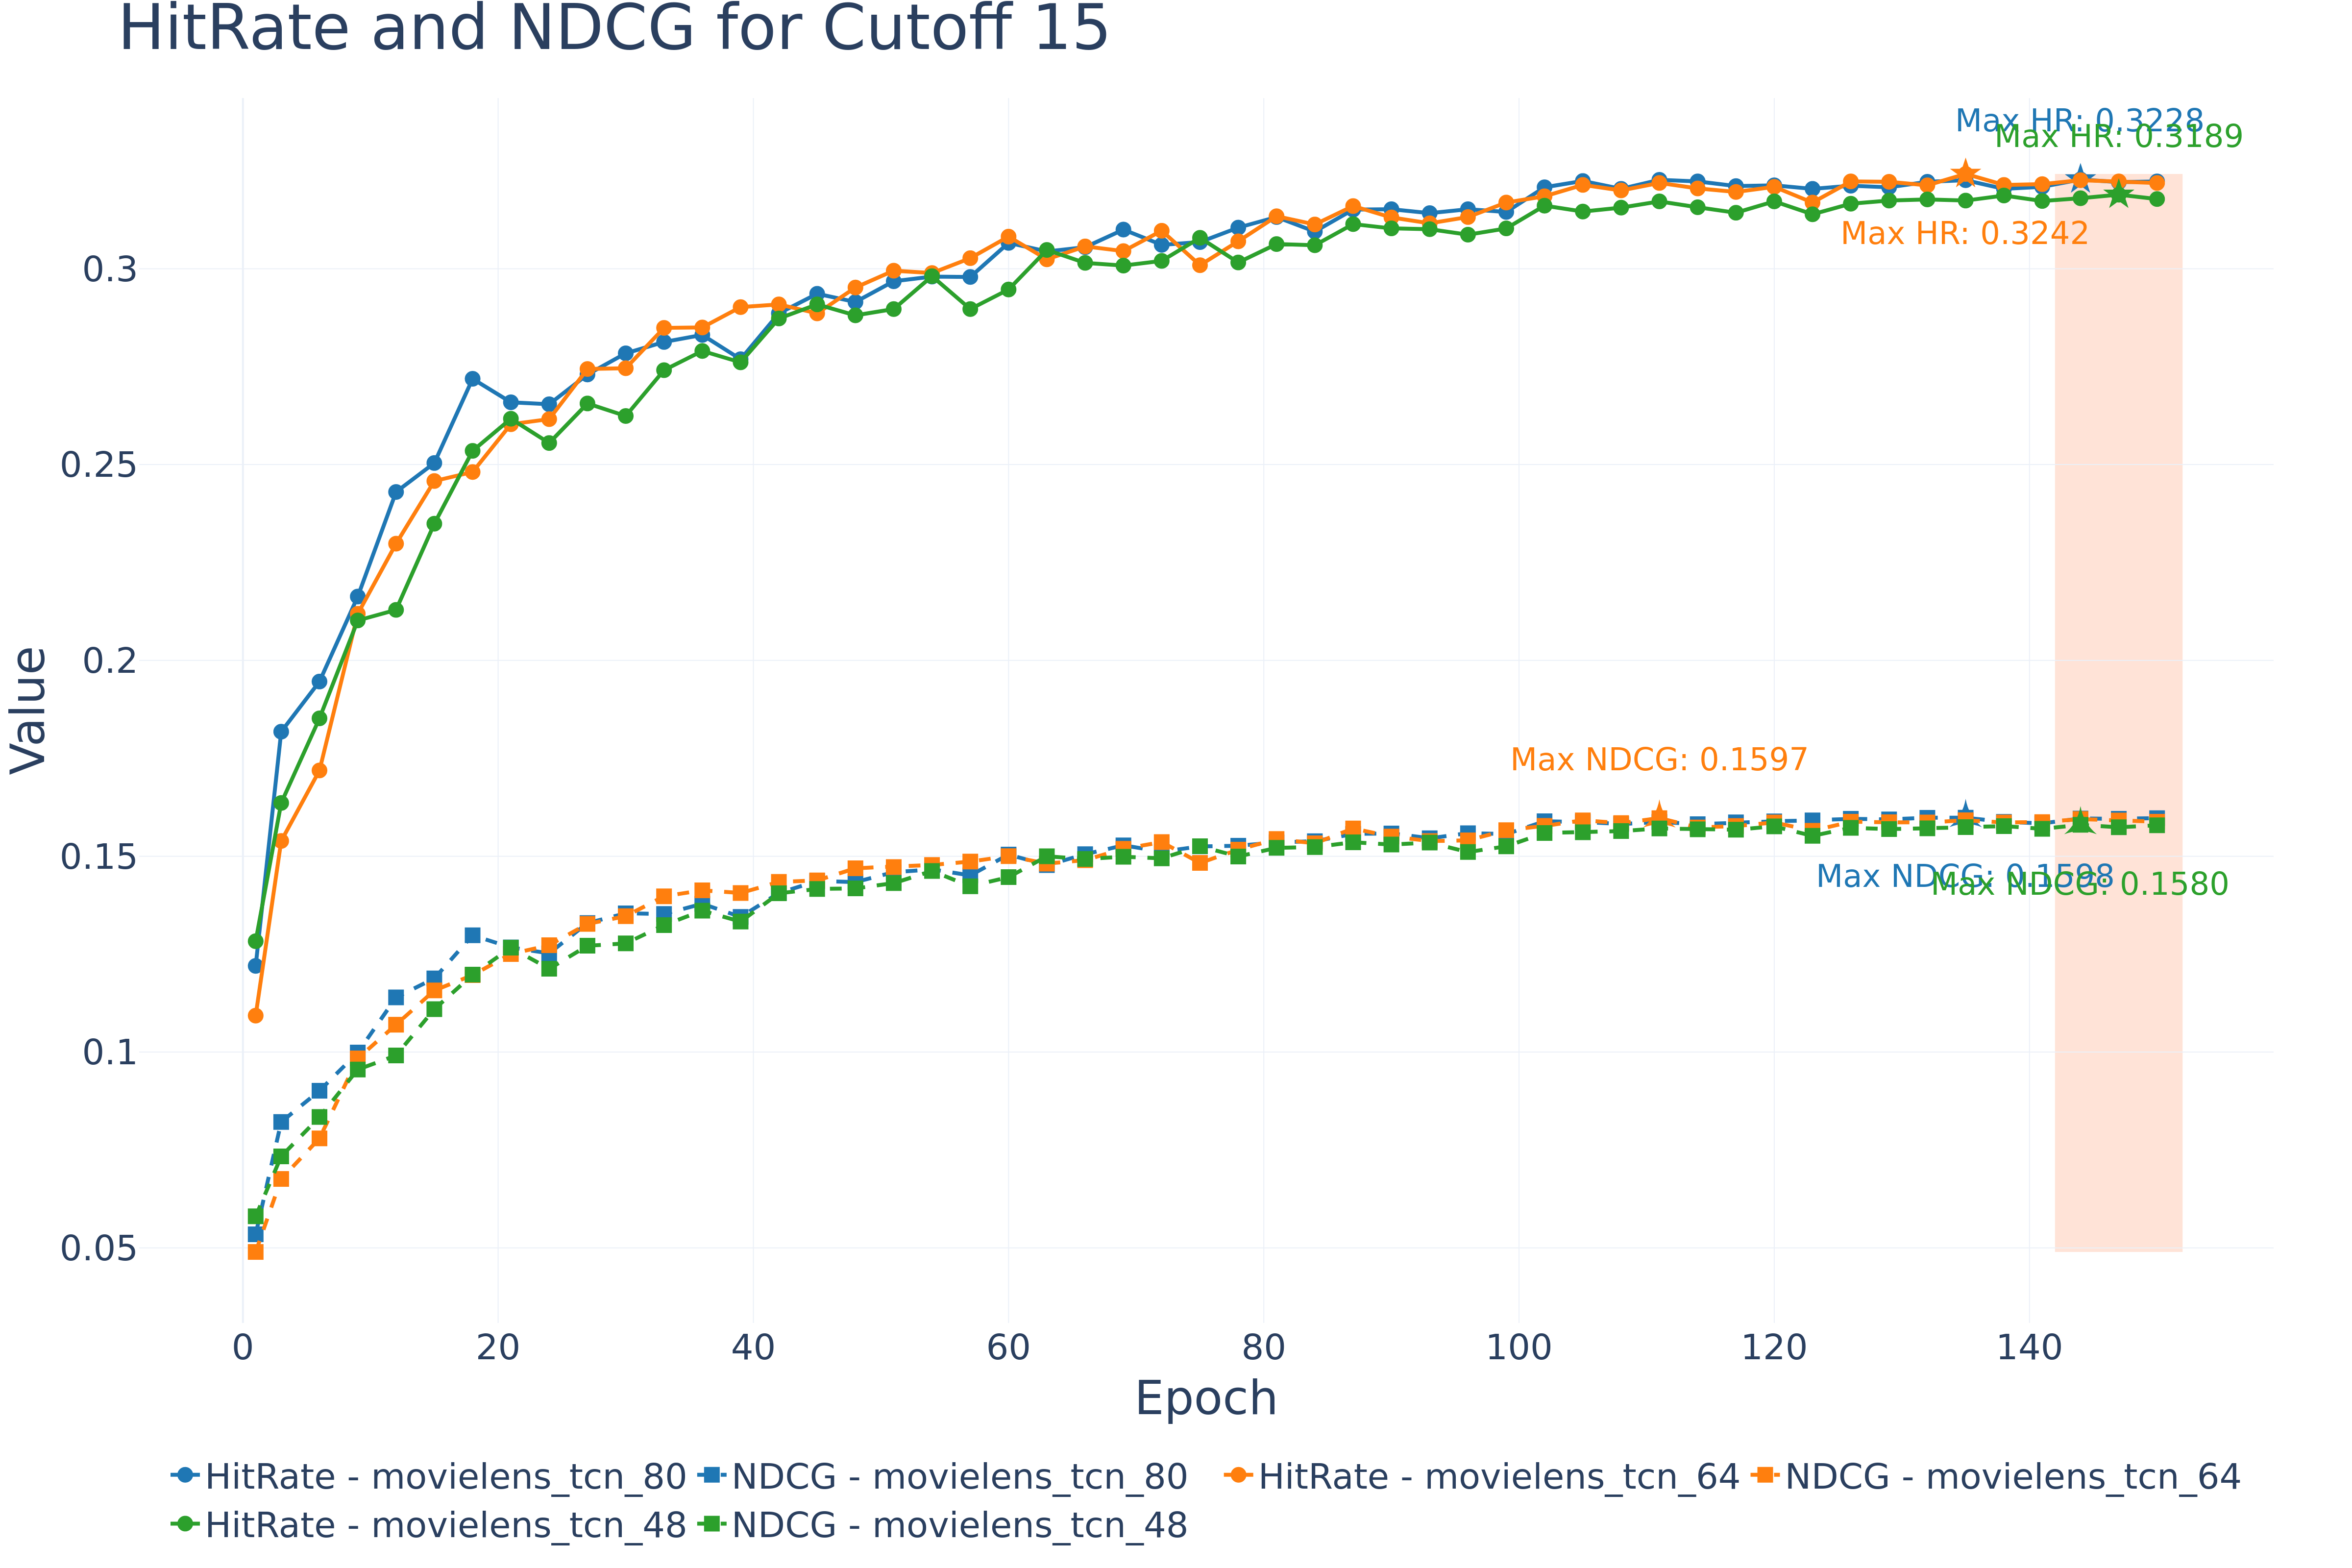 HitRate and NDCG for Cutoff 15
Max HR: 0.3228
Max HR: 0.3189
Max HR: 0.3242
Max NDCG: 0.1597
Max NDCG: 0.1598
Max NDCG: 0.1580
Value
0.3
0.25
0.2
0.15
0.1
0.05
0 20 40 60 80 100 120 140
Epoch
HitRate - movielens_tcn_80 NDCG - movielens_tcn_80 HitRate - movielens_tcn_64 NDCG - movielens_tcn_64
HitRate - movielens_tcn_48 NDCG - movielens_tcn_48